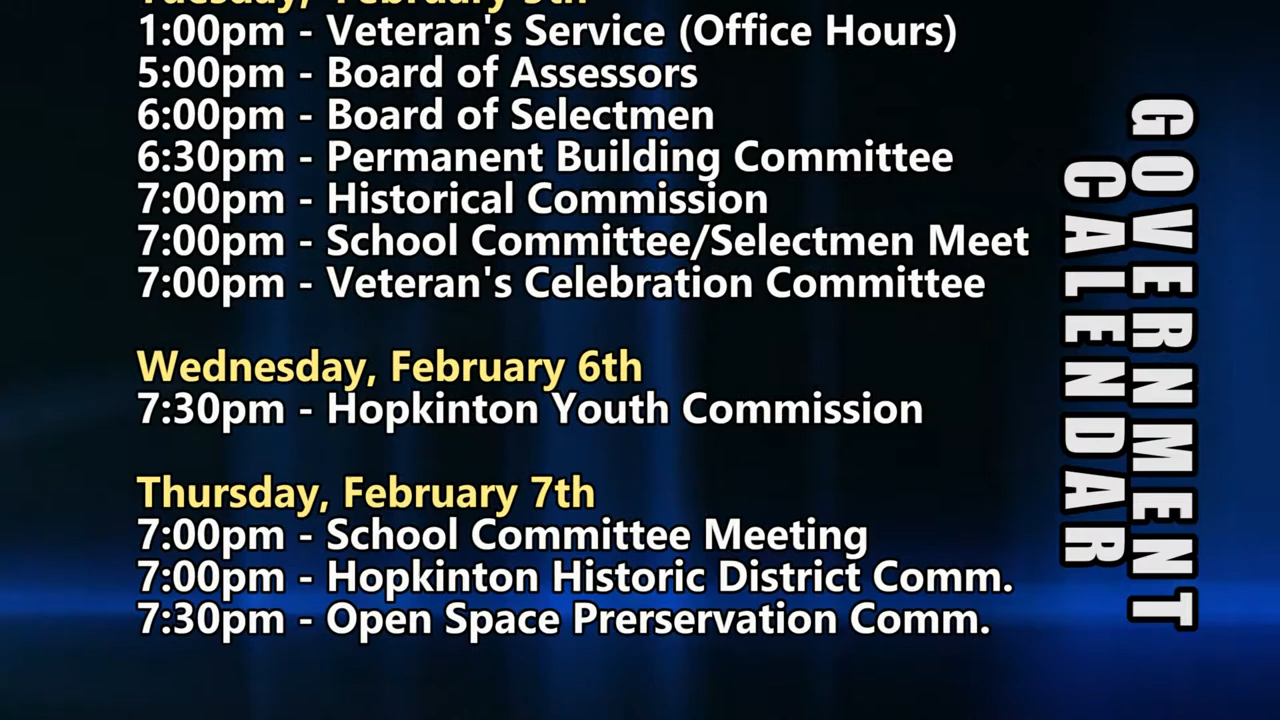 Tuesday, February 5th
1:00pm - Veteran's Service (Office Hours)
5:00pm - Board of Assessors
6:00pm - Board of Selectmen
6:30pm - Permanent Building Committee
7:00pm - Historical Commission
7:00pm - School Committee/Selectmen Meet
7:00pm - Veteran's Celebration Committee
Wednesday, February 6th
7:30pm - Hopkinton Youth Commission
Thursday, February 7th
7:00pm - School Committee Meeting
7:00pm - Hopkinton Historic District Comm.
7:30pm - Open Space Prerservation Comm.
GOVERNMENT
CALENDAR